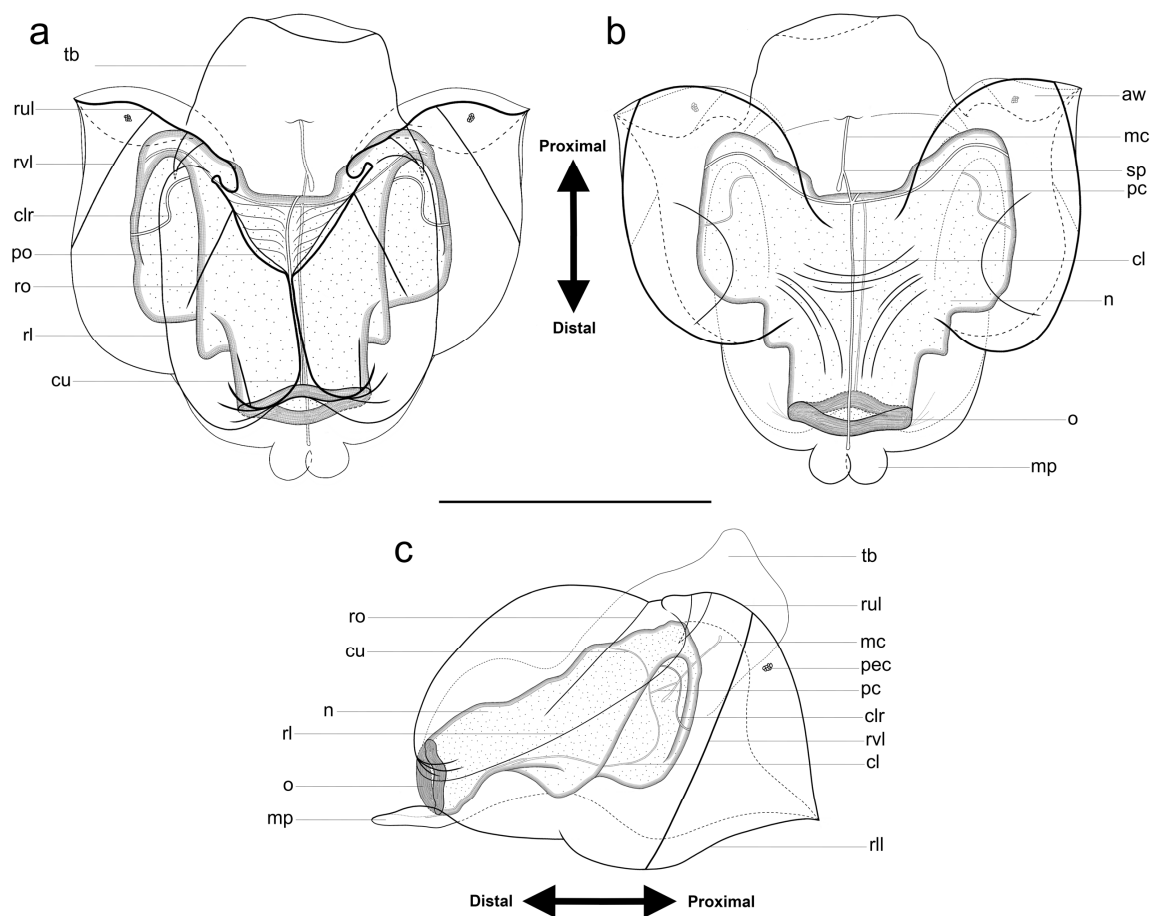 a
tb
rul
rvl
clr
po
ro
rl
cu
Proximal
Distal
b
aw
mc
sp
pc
cl
n
o
mp
c
ro
cu
n
rl
o
mp
tb
rul
mc
pec
pc
clr
rvl
cl
rll
Distal
Proximal